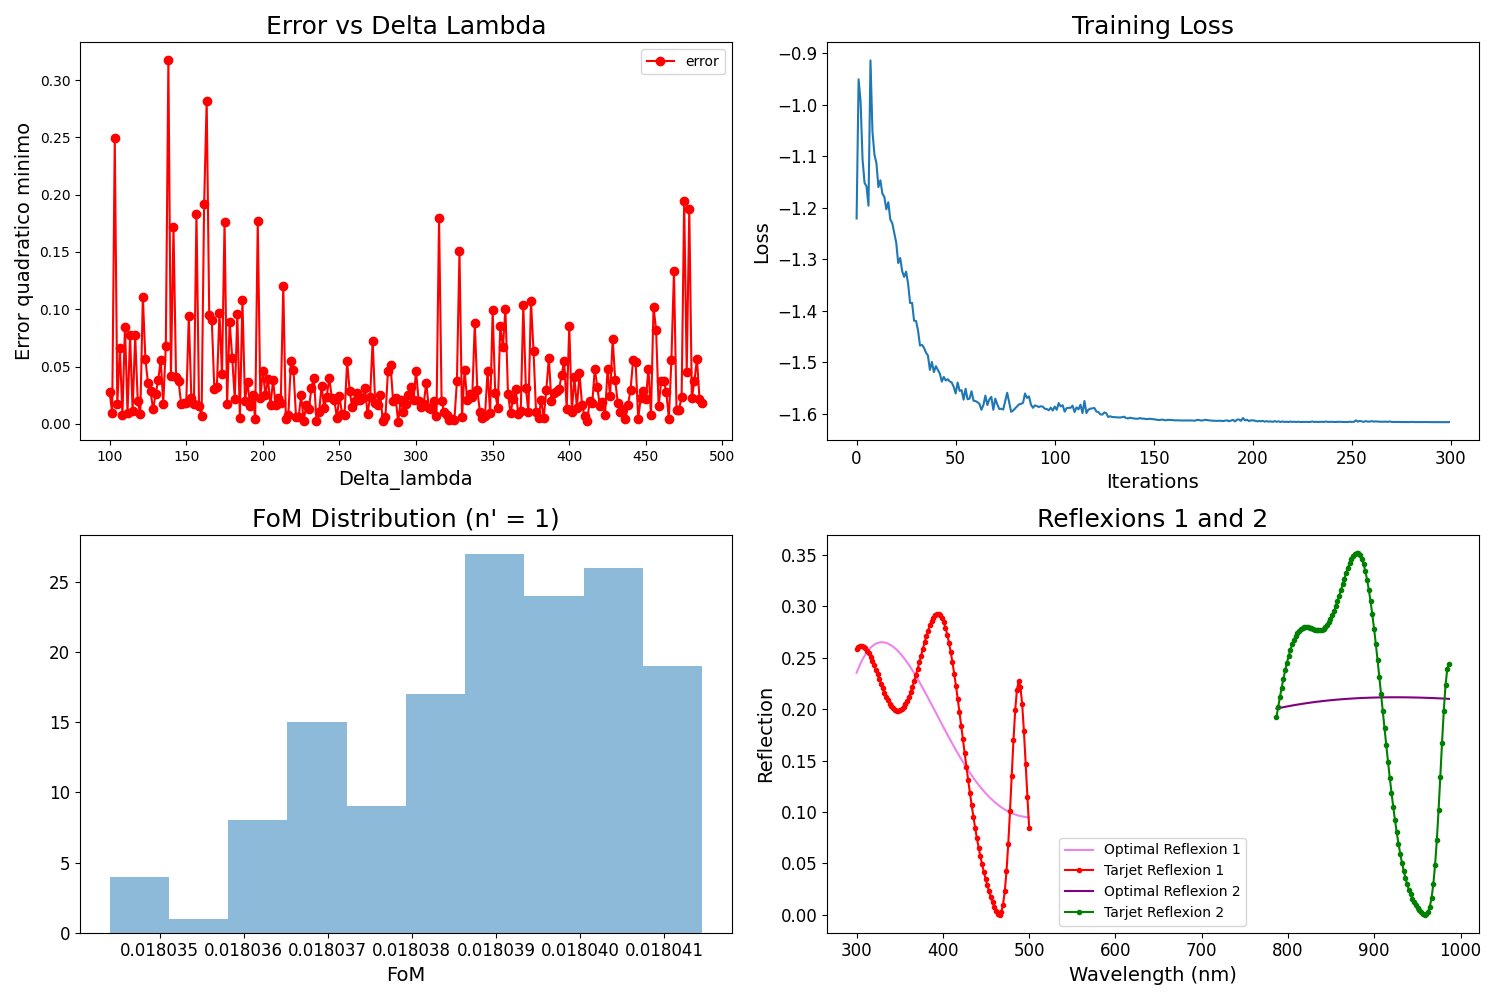 Error vs Delta Lambda
Error quadratico minimo
0.30
0.25
0.20
0.15
0.10
0.05
0.00
error
100 150 200 250 300 350 400 450 500
Delta_lambda
Training Loss
Loss
−0.9
−1.0
−1.1
−1.2
−1.3
−1.4
−1.5
−1.6
0 50 100 150 200 250 300
Iterations
FoM Distribution (n' = 1)
25
20
15
10
5
0
0.018035 0.018036 0.018037 0.018038 0.018039 0.018040 0.018041
FoM
Reflexions 1 and 2
Reflection
0.35
0.30
0.25
0.20
0.15
0.10
0.05
0.00
Optimal Reflexion 1
Tarjet Reflexion 1
Optimal Reflexion 2
Tarjet Reflexion 2
300 400 500 600 700 800 900 1000
Wavelength (nm)